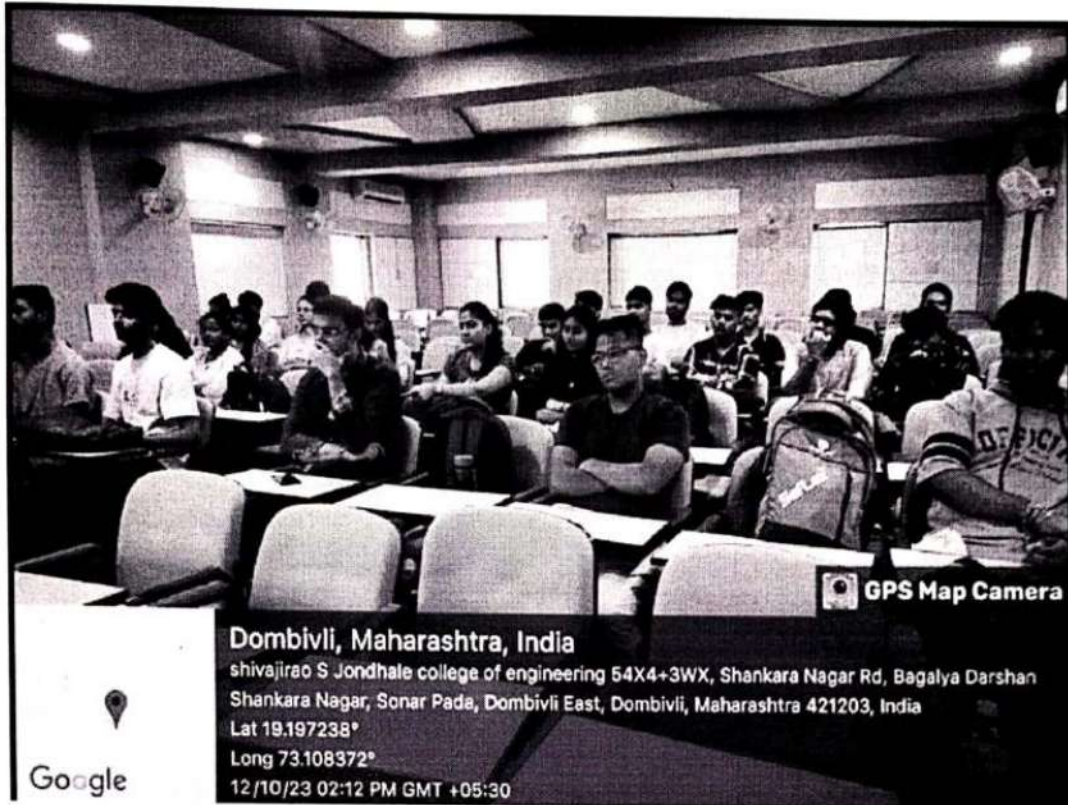 GPS Map Camera
Dombivli, Maharashtra, India
shivajirao S Jondhale college of engineering 54X4+3WX, Shankara Nagar Rd, Bagalya Darshan
Shankara Nagar, Sonar Pada, Dombivli East, Dombivli, Maharashtra 421203, India
Lat 19.197238°
Long 73.108372°
12/10/23 02:12 PM GMT +05:30
Google